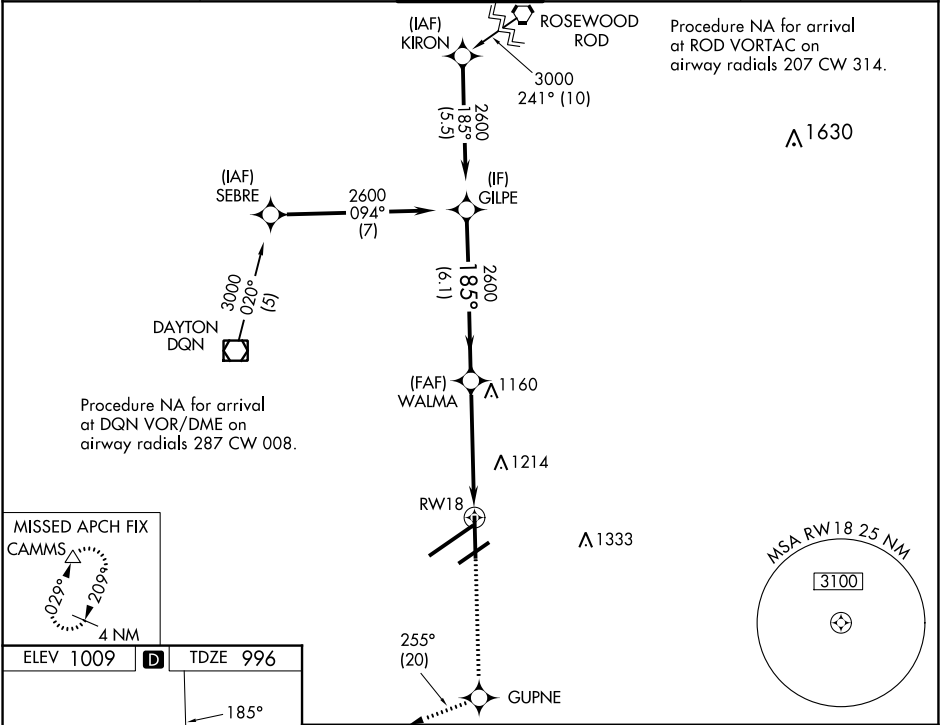 (IAF)
KIRON
ROSEWOOD
ROD
Procedure NA for arrival
at ROD VORTAC on
airway radials 207 CW 314.
3000
241° (10)
2600
185°
(5.5)
1630
(IAF)
SEBRE
2600
094°
(7)
(IF)
GILPE
3000
020°
(5)
2600
185°
(6.1)
DAYTON
DQN
(FAF)
WALMA
1160
Procedure NA for arrival
at DQN VOR/DME on
airway radials 287 CW 008.
1214
RW18
1333
MISSED APCH FIX
CAMMS
029°
209°
4 NM
MSA RW18 25 NM
3100
ELEV 1009 D TDZE 996
185°
255°
(20)
GUPNE